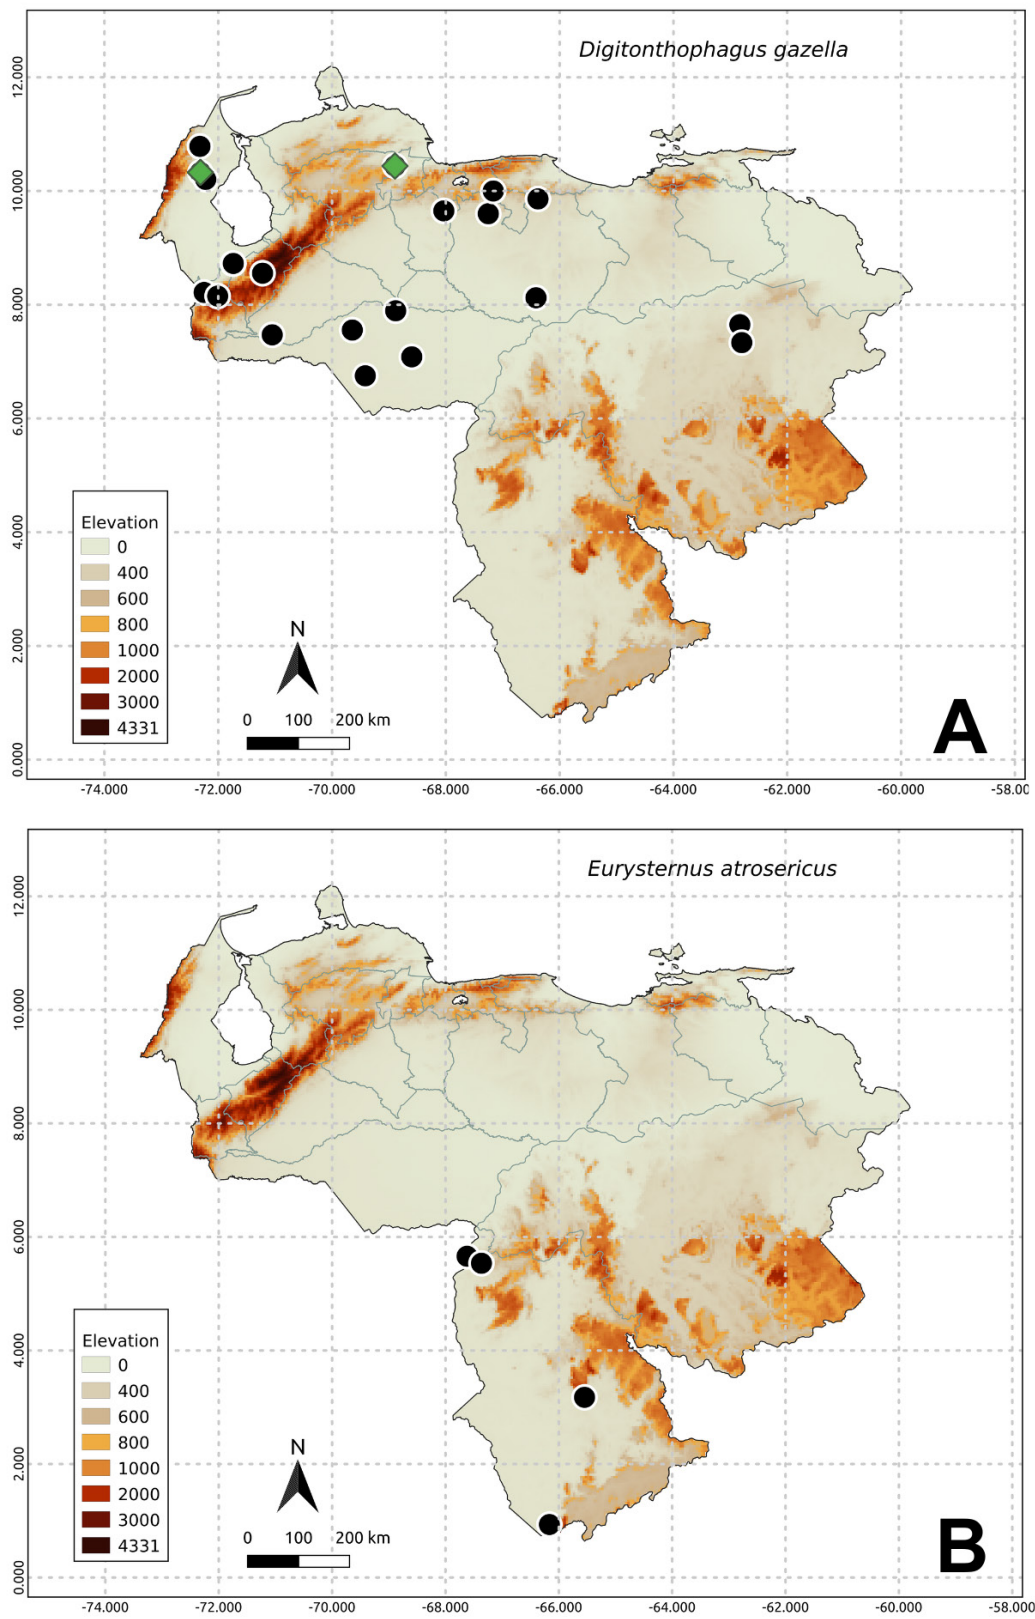 Digitonthophagus gazella
12.000
10.000
8.000
6.000
4.000
2.000
0.000
Elevation
0
400
600
800
1000
2000
3000
4331
N
0 100 200 km
A
-74.000 -72.000 -70.000 -68.000 -66.000 -64.000 -62.000 -60.000 -58.00
Eurysternus atrosericus
12.000
10.000
8.000
6.000
4.000
2.000
0.000
Elevation
0
400
600
800
1000
2000
3000
4331
N
0 100 200 km
B
-74.000 -72.000 -70.000 -68.000 -66.000 -64.000 -62.000 -60.000 -58.000